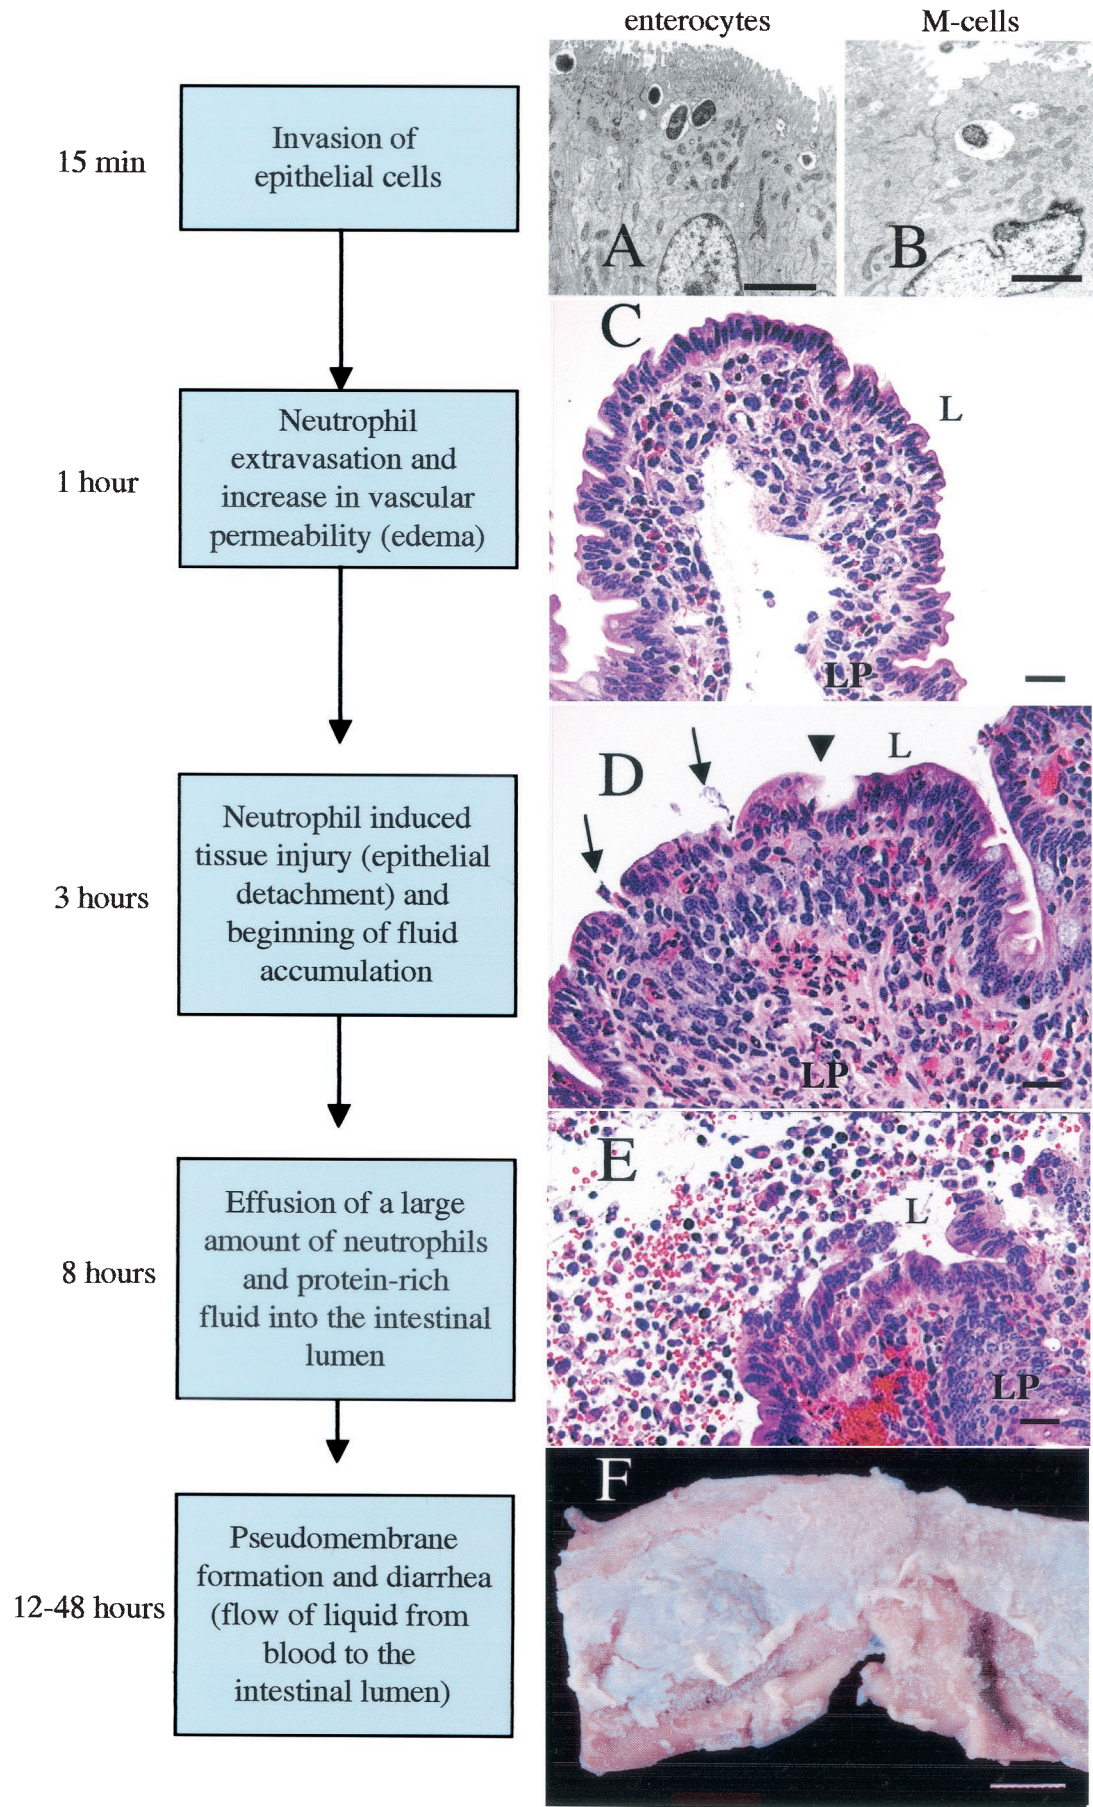 enterocytes
M-cells
15 min
Invasion of
epithelial cells
A
B
1 hour
Neutrophil
extravasation and
increase in vascular
permeability (edema)
C
L
LP
3 hours
Neutrophil induced
tissue injury (epithelial
detachment) and
beginning of fluid
accumulation
D
L
LP
8 hours
Effusion of a large
amount of neutrophils
and protein-rich
fluid into the intestinal
lumen
E
L
LP
12-48 hours
Pseudomembrane
formation and diarrhea
(flow of liquid from
blood to the
intestinal lumen)
F